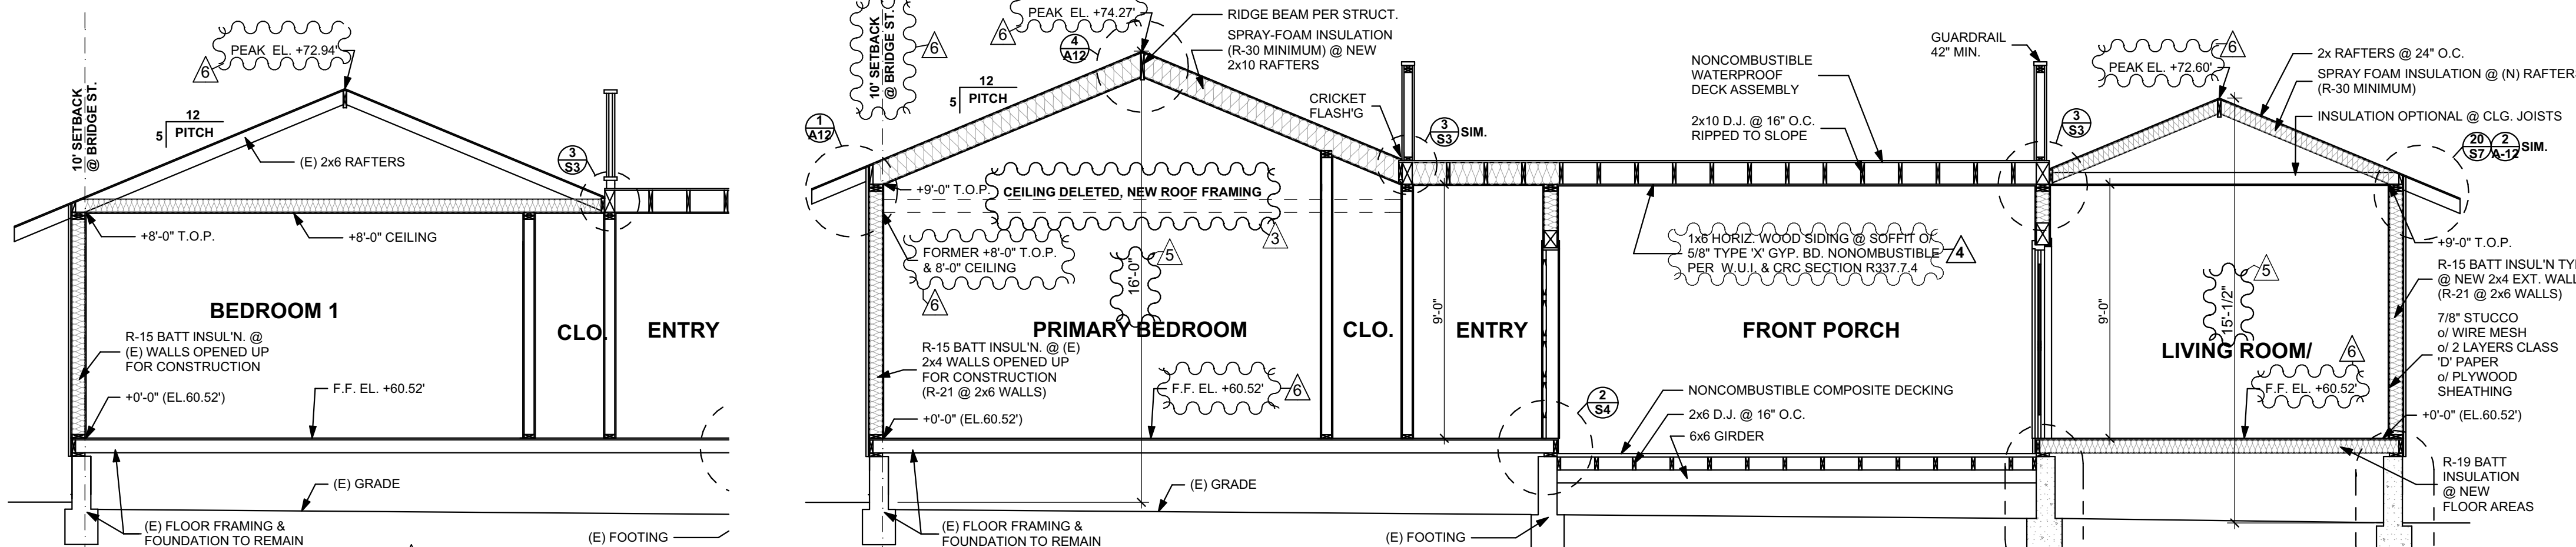 10' SETBACK
@ BRIDGE ST.
PEAK EL. +72.94'
6
12
5 PITCH
(E) 2x6 RAFTERS
3
S3
+8'-0" T.O.P.
+8'-0" CEILING
BEDROOM 1
CLO.
ENTRY
R-15 BATT INSUL'N. @
(E) WALLS OPENED UP
FOR CONSTRUCTION
F.F. EL. +60.52'
+0'-0" (EL.60.52')
(E) GRADE
(E) FLOOR FRAMING &
FOUNDATION TO REMAIN
(E) FOOTING
10' SETBACK
@ BRIDGE ST.
6
PEAK EL. +74.27'
6
4
A12
RIDGE BEAM PER STRUCT.
SPRAY-FOAM INSULATION
(R-30 MINIMUM) @ NEW
2x10 RAFTERS
12
5 PITCH
1
A12
CRICKET
FLASH'G
3
S3
SIM.
+9'-0" T.O.P.
CEILING DELETED, NEW ROOF FRAMING
3
FORMER +8'-0" T.O.P.
& 8'-0" CEILING
6
16'-0"
5
PRIMARY BEDROOM
CLO.
9'-0"
ENTRY
R-15 BATT INSUL'N. @ (E)
2x4 WALLS OPENED UP
FOR CONSTRUCTION
(R-21 @ 2x6 WALLS)
F.F. EL. +60.52'
6
+0'-0" (EL.60.52')
(E) GRADE
(E) FLOOR FRAMING &
FOUNDATION TO REMAIN
(E) FOOTING
NONCOMBUSTIBLE
WATERPROOF
DECK ASSEMBLY
2x10 D.J. @ 16" O.C.
RIPPED TO SLOPE
GUARDRAIL
42" MIN.
1x6 HORIZ. WOOD SIDING @ SOFFIT O/
5/8" TYPE 'X' GYP. BD. NONOMBUSTIBLE
PER W.U.I. & CRC SECTION R337.7.4
4
FRONT PORCH
2
S4
NONCOMBUSTIBLE COMPOSITE DECKING
2x6 D.J. @ 16" O.C.
6x6 GIRDER
PEAK EL. +72.60'
6
3
S3
2x RAFTERS @ 24" O.C.
SPRAY FOAM INSULATION @ (N) RAFTER
(R-30 MINIMUM)
INSULATION OPTIONAL @ CLG. JOISTS
20
S7
2
A-12
SIM.
+9'-0" T.O.P.
R-15 BATT INSUL'N TY
@ NEW 2x4 EXT. WAL
(R-21 @ 2x6 WALLS)
7/8" STUCCO
o/ WIRE MESH
o/ 2 LAYERS CLASS
'D' PAPER
o/ PLYWOOD
SHEATHING
9'-0"
15'-1/2"
5
LIVING ROOM/
F.F. EL. +60.52'
6
+0'-0" (EL.60.52')
R-19 BATT
INSULATION
@ NEW
FLOOR AREAS